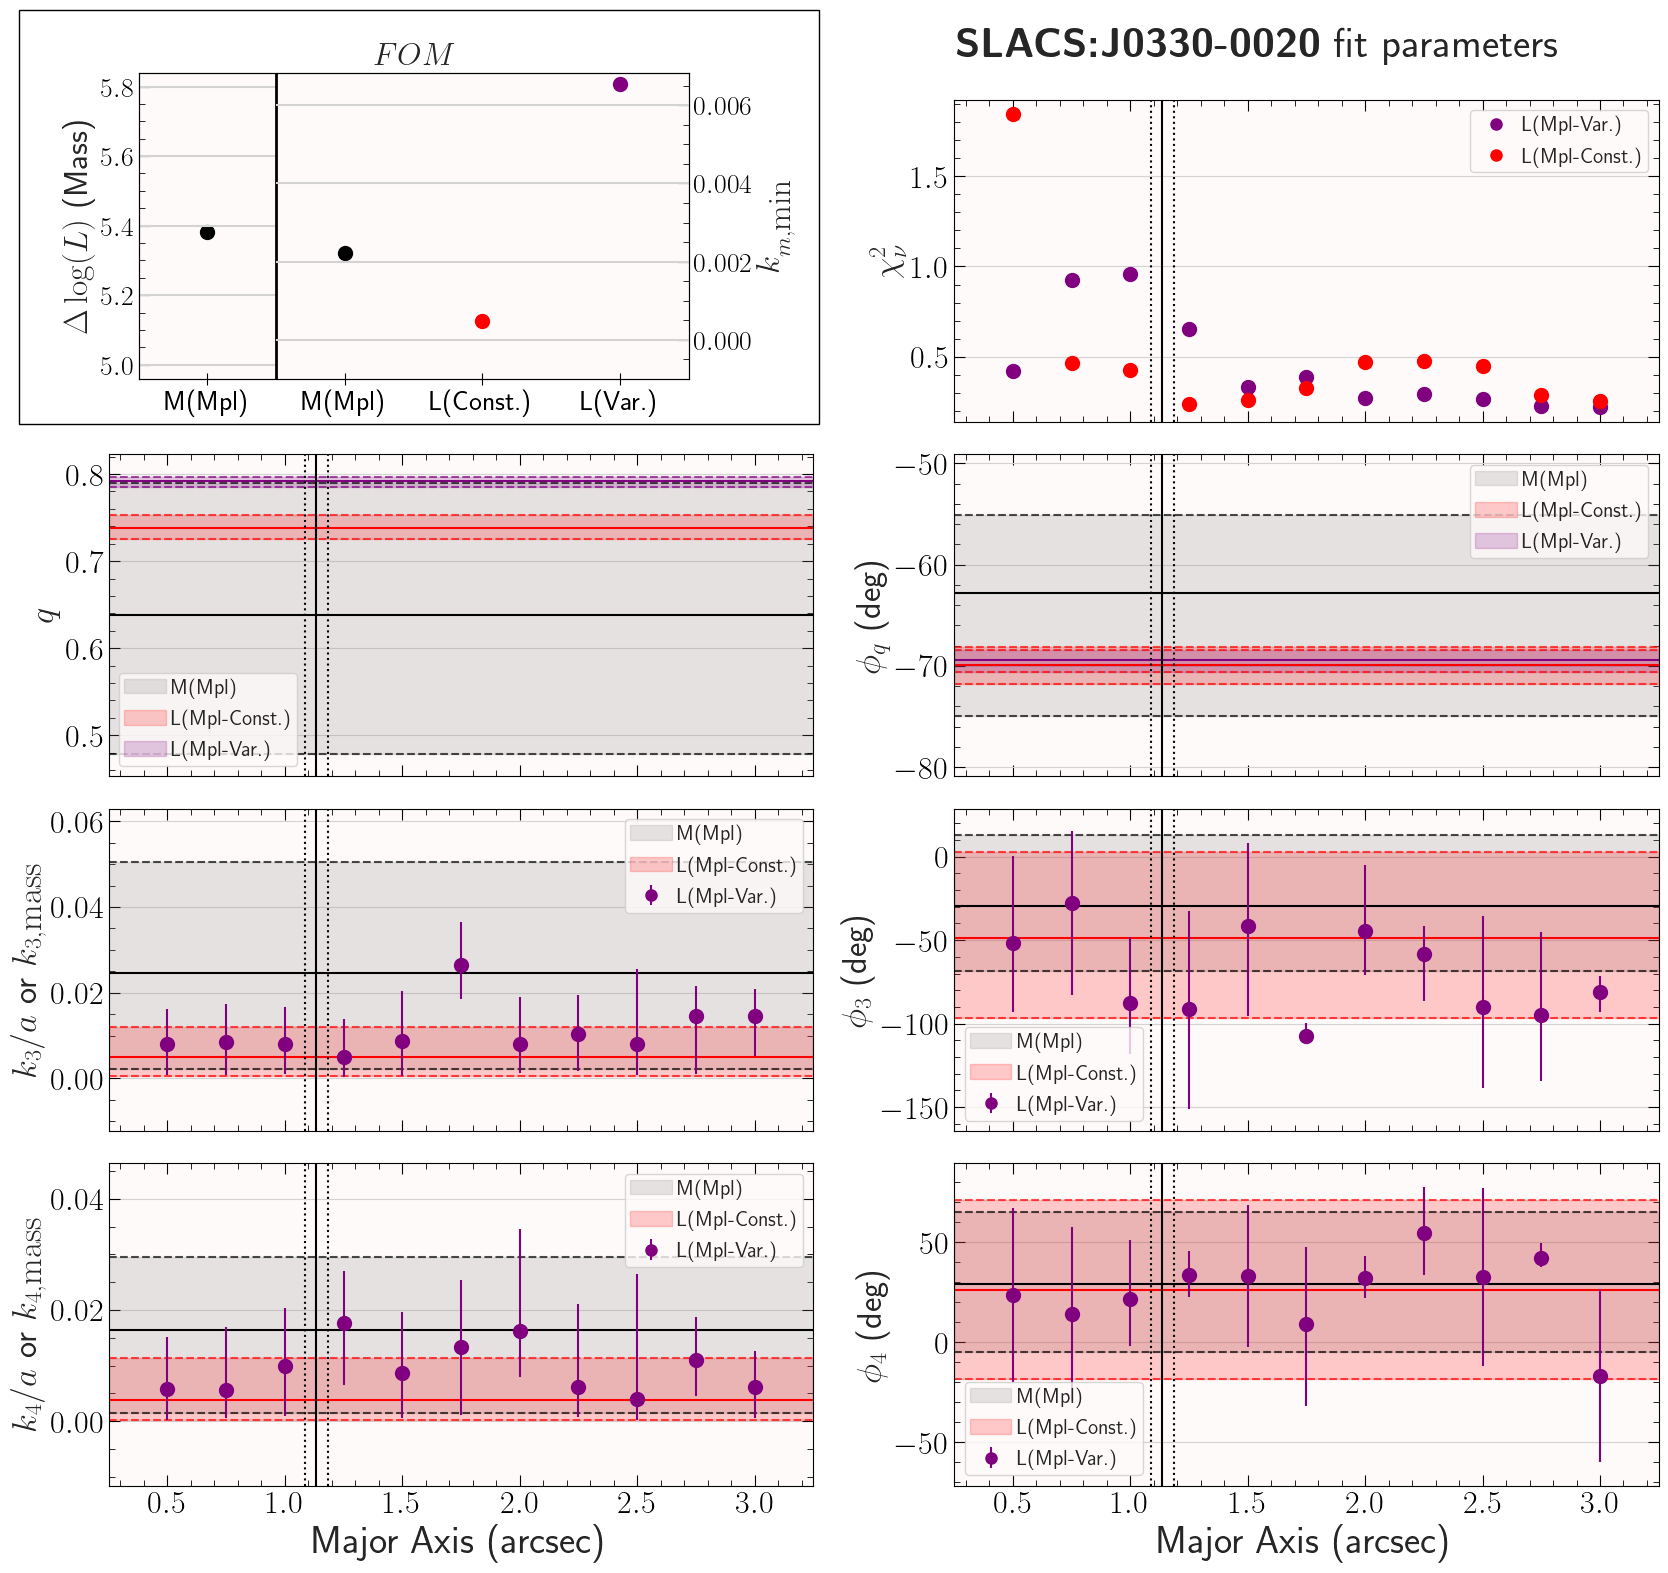 FOM
Δ log(L) (Mass)
5.8
5.6
5.4
5.2
5.0
0.006
0.004
0.002
0.000
k_{m,min}
M(Mpl) M(Mpl) L(Const.) L(Var.)
SLACS:J0330-0020 fit parameters
χ²_ν
1.5
1.0
0.5
L(Mpl-Var.)
L(Mpl-Const.)
q
0.8
0.7
0.6
0.5
M(Mpl)
L(Mpl-Const.)
L(Mpl-Var.)
ϕ_q (deg)
−50
−60
−70
−80
M(Mpl)
L(Mpl-Const.)
L(Mpl-Var.)
k_3/a or k_{3,mass}
0.06
0.04
0.02
0.00
M(Mpl)
L(Mpl-Const.)
L(Mpl-Var.)
ϕ_3 (deg)
0
−50
−100
−150
M(Mpl)
L(Mpl-Const.)
L(Mpl-Var.)
k_4/a or k_{4,mass}
0.04
0.02
0.00
M(Mpl)
L(Mpl-Const.)
L(Mpl-Var.)
0.5 1.0 1.5 2.0 2.5 3.0
Major Axis (arcsec)
ϕ_4 (deg)
50
0
−50
M(Mpl)
L(Mpl-Const.)
L(Mpl-Var.)
0.5 1.0 1.5 2.0 2.5 3.0
Major Axis (arcsec)